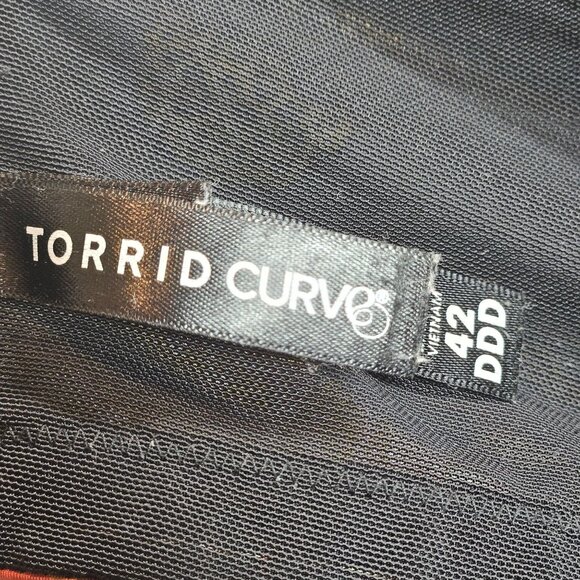 TORRID CURVE®
VIETNAM
42
DDD